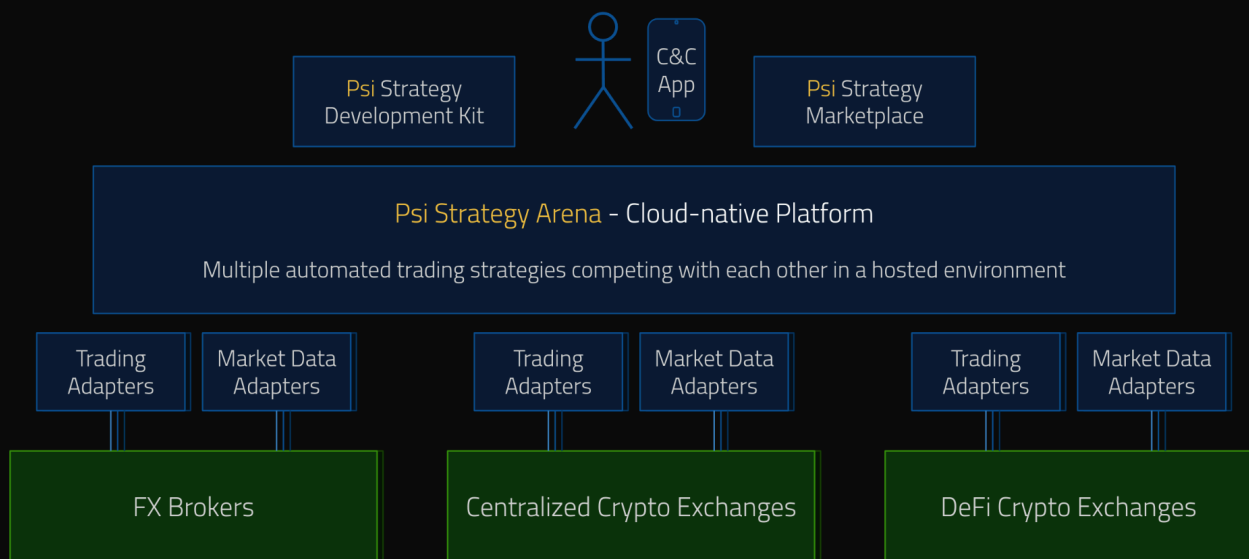 C&C
App
Psi Strategy
Development Kit
Psi Strategy
Marketplace
Psi Strategy Arena - Cloud-native Platform
Multiple automated trading strategies competing with each other in a hosted environment
Trading
Adapters
Market Data
Adapters
Trading
Adapters
Market Data
Adapters
Trading
Adapters
Market Data
Adapters
FX Brokers
Centralized Crypto Exchanges
DeFi Crypto Exchanges